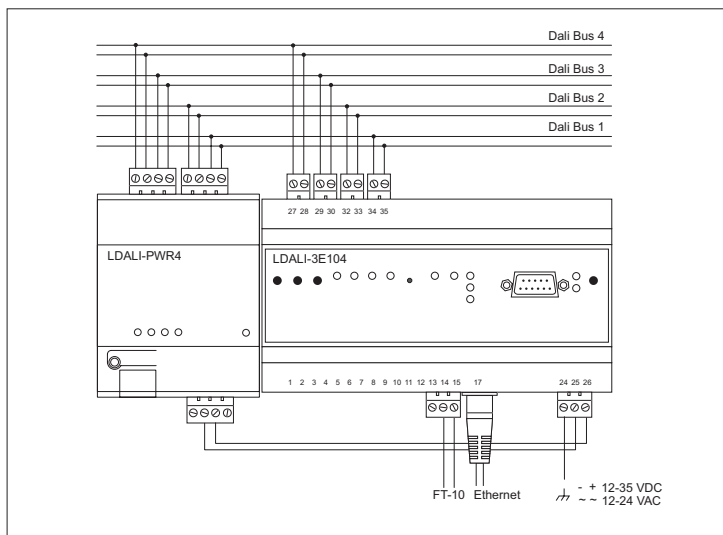 Dali Bus 4
Dali Bus 3
Dali Bus 2
Dali Bus 1
27 28 29 30 32 33 34 35
LDALI-PWR4
LDALI-3E104
1 2 3 4 5 6 7 8 9 10 11 12 13 14 15 17 24 25 26
FT-10 Ethernet
- + 12-35 VDC
~ ~ 12-24 VAC